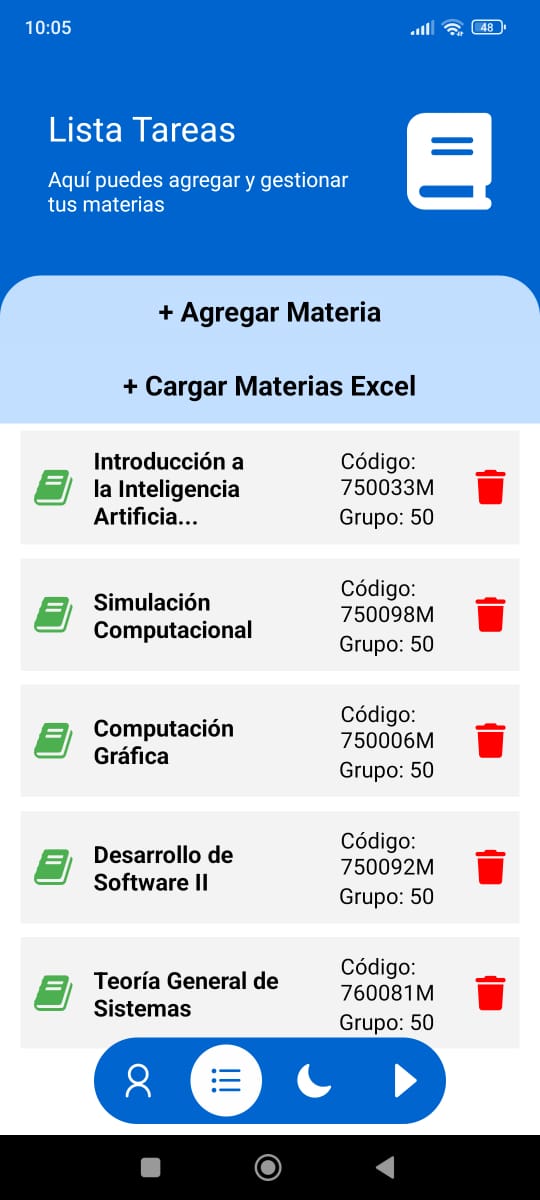 10:05
48
Lista Tareas
Aquí puedes agregar y gestionar
tus materias
+ Agregar Materia
+ Cargar Materias Excel
Introducción a
la Inteligencia
Artificia...
Código:
750033M
Grupo: 50
Simulación
Computacional
Código:
750098M
Grupo: 50
Computación
Gráfica
Código:
750006M
Grupo: 50
Desarrollo de
Software II
Código:
750092M
Grupo: 50
Teoría General de
Sistemas
Código:
760081M
Grupo: 50